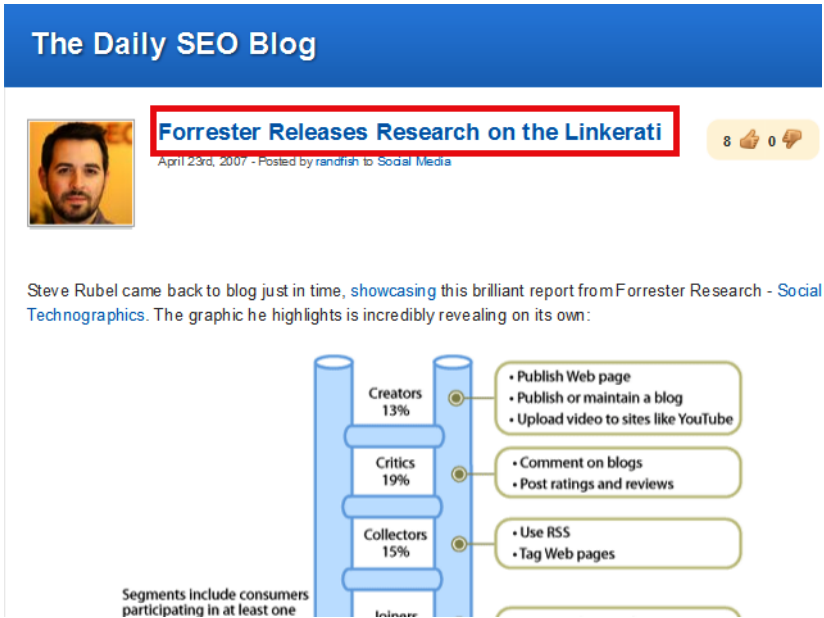 The Daily SEO Blog
Forrester Releases Research on the Linkerati
8 0
April 23rd, 2007 - Posted by randfish to Social Media
Steve Rubel came back to blog just in time, showcasing this brilliant report from Forrester Research - Social
Technographics. The graphic he highlights is incredibly revealing on its own:
Creators
13%
• Publish Web page
• Publish or maintain a blog
• Upload video to sites like YouTube
Critics
19%
• Comment on blogs
• Post ratings and reviews
Collectors
15%
• Use RSS
• Tag Web pages
Segments include consumers
participating in at least one
Joiners